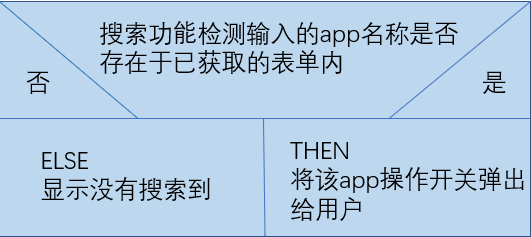 搜索功能检测输入的app名称是否
存在于已获取的表单内
否
是
ELSE
显示没有搜索到
THEN
将该app操作开关弹出
给用户